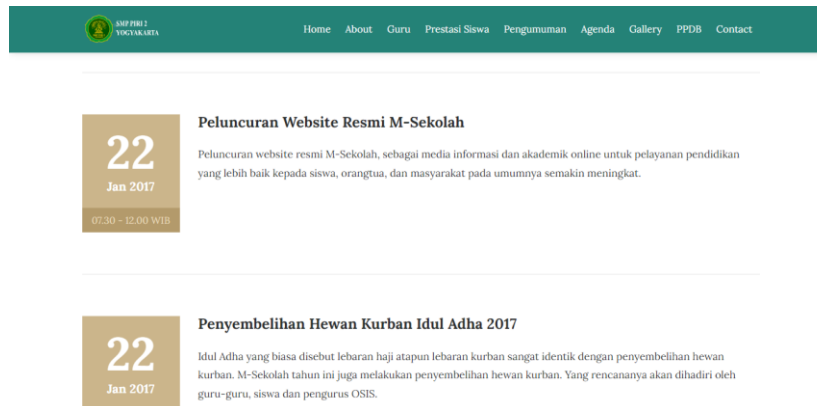 SMP PIRI 2
YOGYAKARTA
Home About Guru Prestasi Siswa Pengumuman Agenda Gallery PPDB Contact
22
Jan 2017
07.30 - 12.00 WIB
Peluncuran Website Resmi M-Sekolah
Peluncuran website resmi M-Sekolah, sebagai media informasi dan akademik online untuk pelayanan pendidikan
yang lebih baik kepada siswa, orangtua, dan masyarakat pada umumnya semakin meningkat.
22
Jan 2017
Penyembelihan Hewan Kurban Idul Adha 2017
Idul Adha yang biasa disebut lebaran haji atapun lebaran kurban sangat identik dengan penyembelihan hewan
kurban. M-Sekolah tahun ini juga melakukan penyembelihan hewan kurban. Yang rencananya akan dihadiri oleh
guru-guru, siswa dan pengurus OSIS.